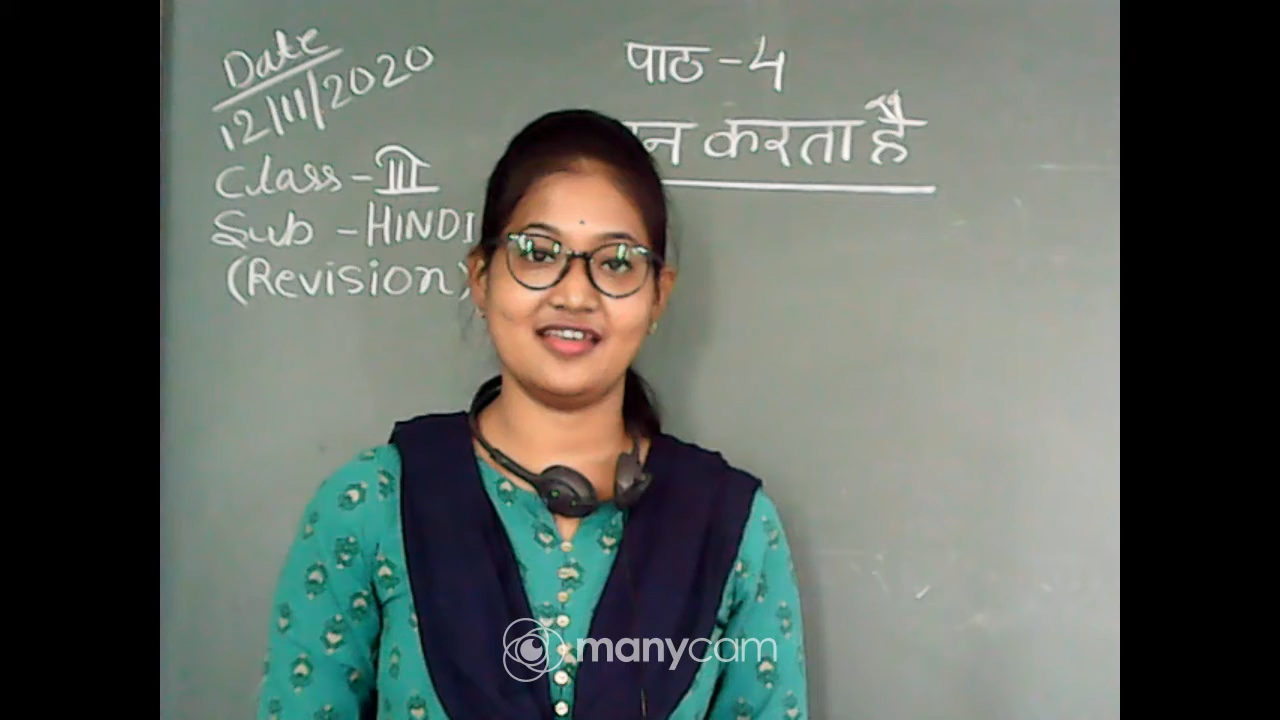 Date
12/11/2020
Class - III
Sub - HINDI
(Revision)
पाठ - 4
करता है
manycam